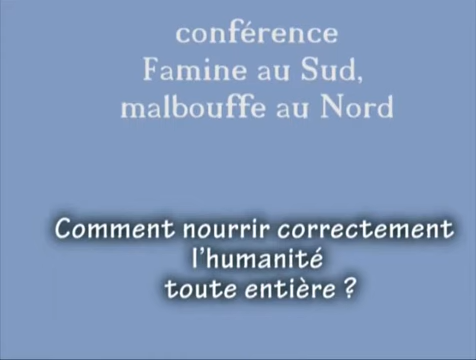 conférence
Famine au Sud,
malbouffe au Nord
Comment nourrir correctement
l'humanité
toute entière ?